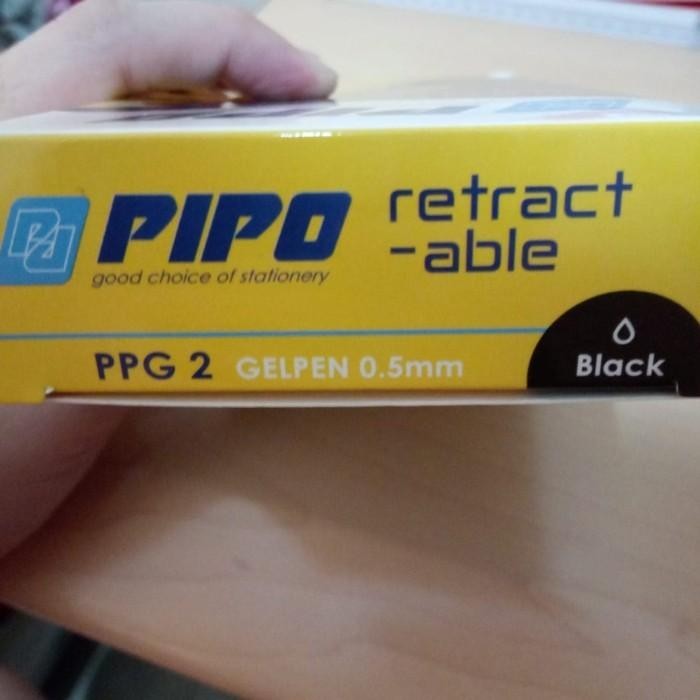 PIPO
good choice of stationery
retract
-able
PPG 2 GELPEN 0.5mm
Black